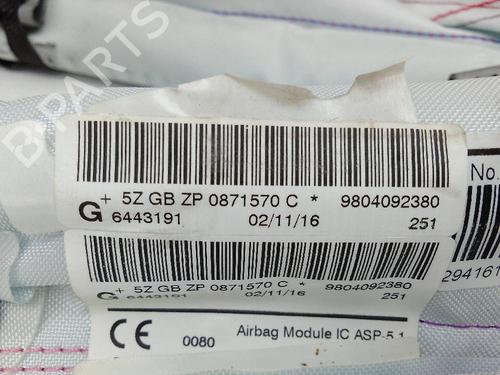 B-PARTS
+ 5Z GB ZP 0871570 C * 9804092380
G 6443191 02/11/16 251
No.
+ 5Z GB ZP 0871570 C * 9804092380
G 6443191 02/11/16 251
294161
CE 0080 Airbag Module IC ASP-5.1